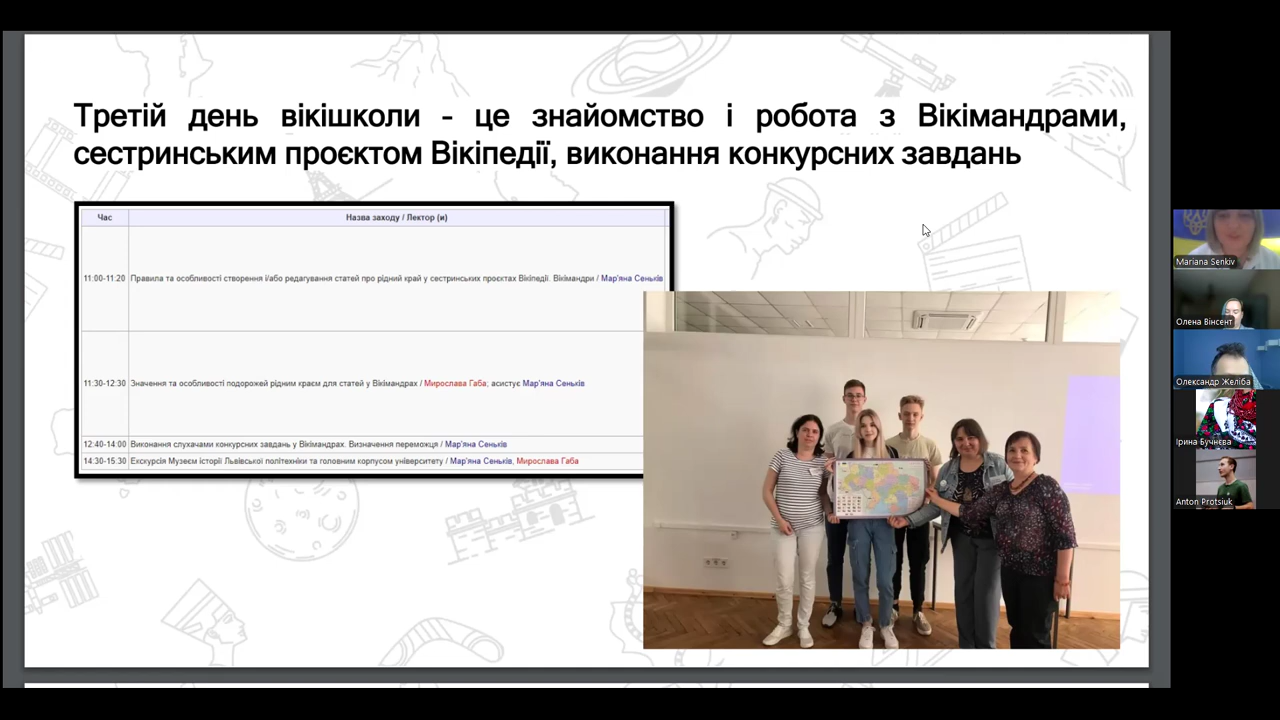 Третій день вікішколи - це знайомство і робота з Вікімандрами,
сестринським проєктом Вікіпедії, виконання конкурсних завдань
Час Назва заходу / Лектор (и)
11:00-11:20 Правила та особливості створення і/або редагування статей про рідний край у сестринських проєктах Вікіпедії. Вікімандри / Мар'яна Сеньків
11:30-12:30 Значення та особливості подорожей рідним краєм для статей у Вікімандрах / Мирослава Габа; асистує Мар'яна Сеньків
12:40-14:00 Виконання слухачами конкурсних завдань у Вікімандрах. Визначення переможця / Мар'яна Сеньків
14:30-15:30 Екскурсія Музеєм історії Львівської політехніки та головним корпусом університету / Мар'яна Сеньків, Мирослава Габа
Mariana Senkiv
Олена Вінсент
Олександр Желіба
Ірина Бучнєва
Anton Protsiuk